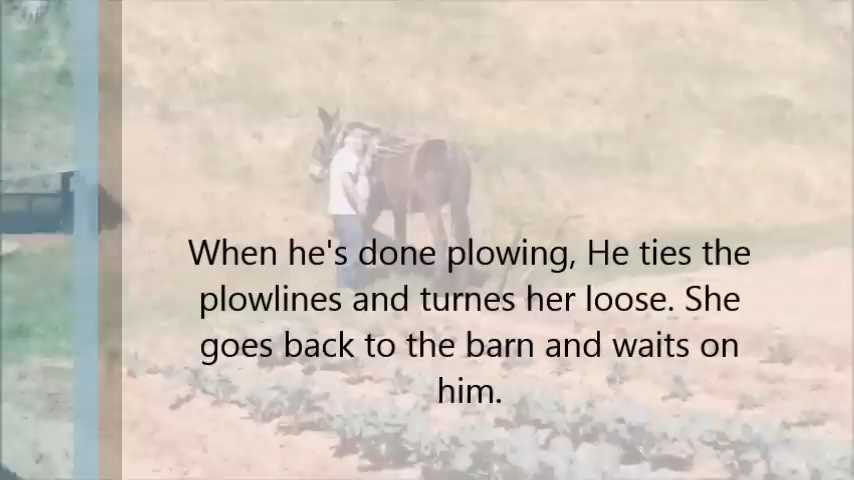 When he's done plowing, He ties the
plowlines and turnes her loose. She
goes back to the barn and waits on
him.